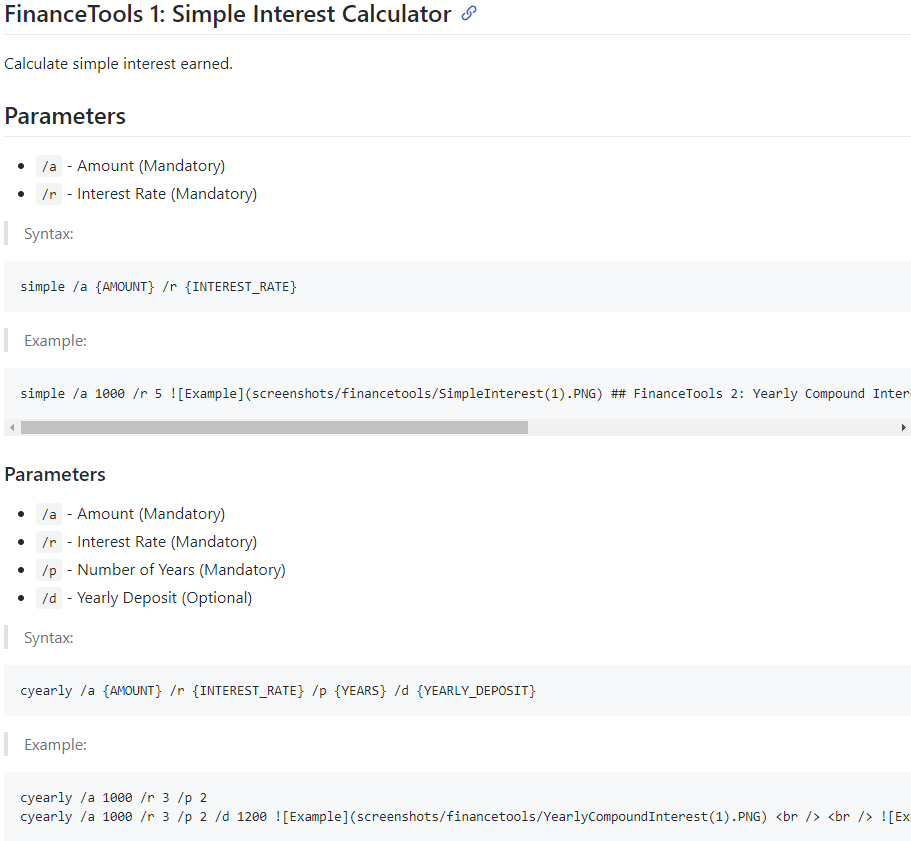 FinanceTools 1: Simple Interest Calculator
Calculate simple interest earned.
Parameters
/a - Amount (Mandatory)
/r - Interest Rate (Mandatory)
Syntax:
simple /a {AMOUNT} /r {INTEREST_RATE}
Example:
simple /a 1000 /r 5 ![Example](screenshots/financetools/SimpleInterest(1).PNG) ## FinanceTools 2: Yearly Compound Inter
Parameters
/a - Amount (Mandatory)
/r - Interest Rate (Mandatory)
/p - Number of Years (Mandatory)
/d - Yearly Deposit (Optional)
Syntax:
cyearly /a {AMOUNT} /r {INTEREST_RATE} /p {YEARS} /d {YEARLY_DEPOSIT}
Example:
cyearly /a 1000 /r 3 /p 2
cyearly /a 1000 /r 3 /p 2 /d 1200 ![Example](screenshots/financetools/YearlyCompoundInterest(1).PNG) <br /> <br /> ![Ex